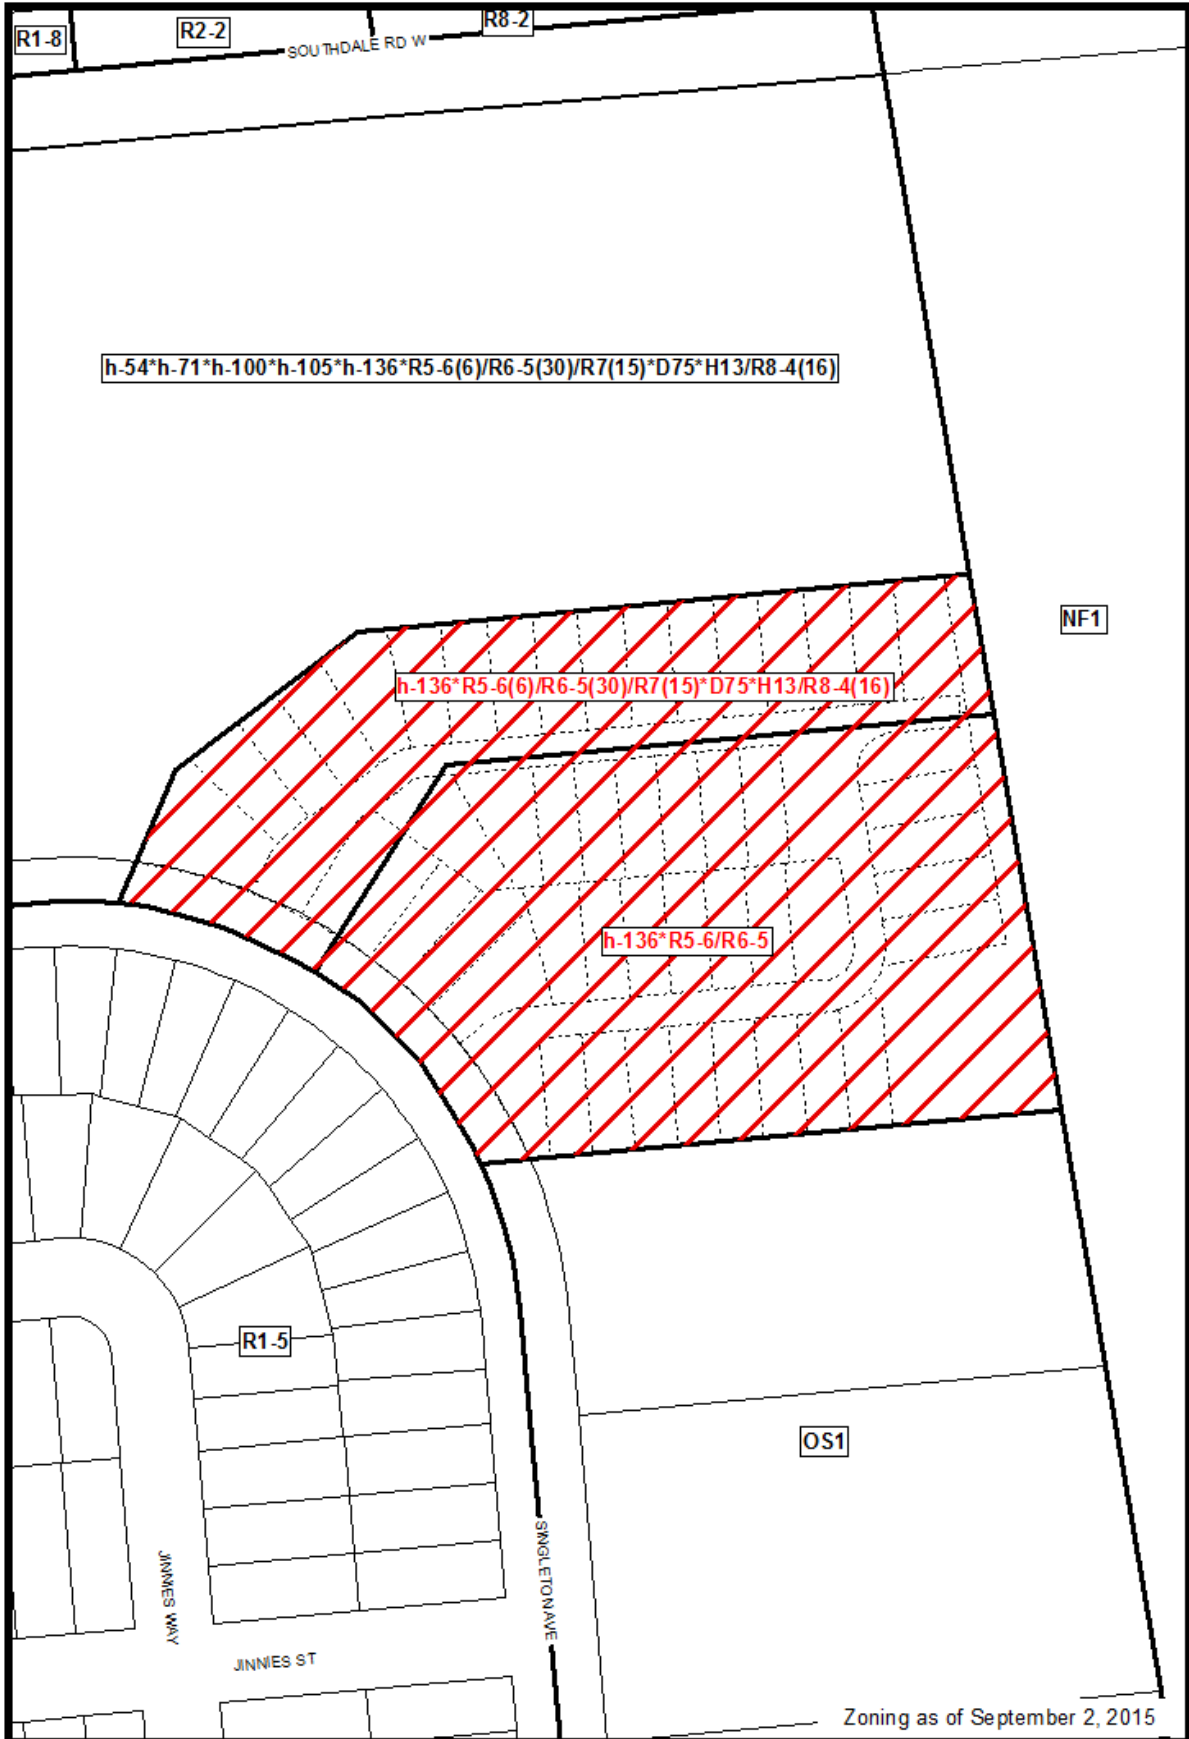 R1-8
R2-2
R8-2
SOUTHDALE RD W
h-54*h-71*h-100*h-105*h-136*R5-6(6)/R6-5(30)/R7(15)*D75*H13/R8-4(16)
NF1
h-136*R5-6(6)/R6-5(30)/R7(15)*D75*H13/R8-4(16)
h-136*R5-6/R6-5
R1-5
OS1
SINGLETON AVE
JINNIES WAY
JINNIES ST
Zoning as of September 2, 2015